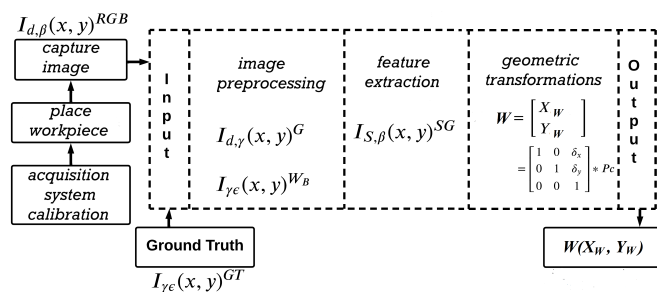 I_{d,β}(x, y)^{RGB}
capture
image
place
workpiece
acquisition
system
calibration
Input
image
preprocessing
I_{d,γ}(x, y)^{G}
I_{γϵ}(x, y)^{W_B}
feature
extraction
I_{S,β}(x, y)^{SG}
geometric
transformations
W = [ X_W
Y_W ]
= [ 1 0 δ_x
0 1 δ_y
0 0 1 ] * Pc
Output
Ground Truth
I_{γϵ}(x, y)^{GT}
W(X_W, Y_W)